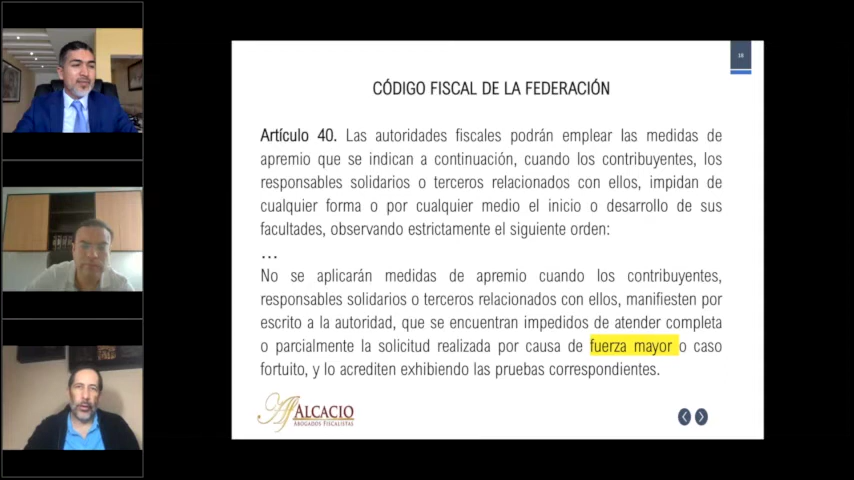 18
CÓDIGO FISCAL DE LA FEDERACIÓN
Artículo 40. Las autoridades fiscales podrán emplear las medidas de
apremio que se indican a continuación, cuando los contribuyentes, los
responsables solidarios o terceros relacionados con ellos, impidan de
cualquier forma o por cualquier medio el inicio o desarrollo de sus
facultades, observando estrictamente el siguiente orden:
...
No se aplicarán medidas de apremio cuando los contribuyentes,
responsables solidarios o terceros relacionados con ellos, manifiesten por
escrito a la autoridad, que se encuentran impedidos de atender completa
o parcialmente la solicitud realizada por causa de fuerza mayor o caso
fortuito, y lo acrediten exhibiendo las pruebas correspondientes.
ALCACIO
ABOGADOS FISCALISTAS